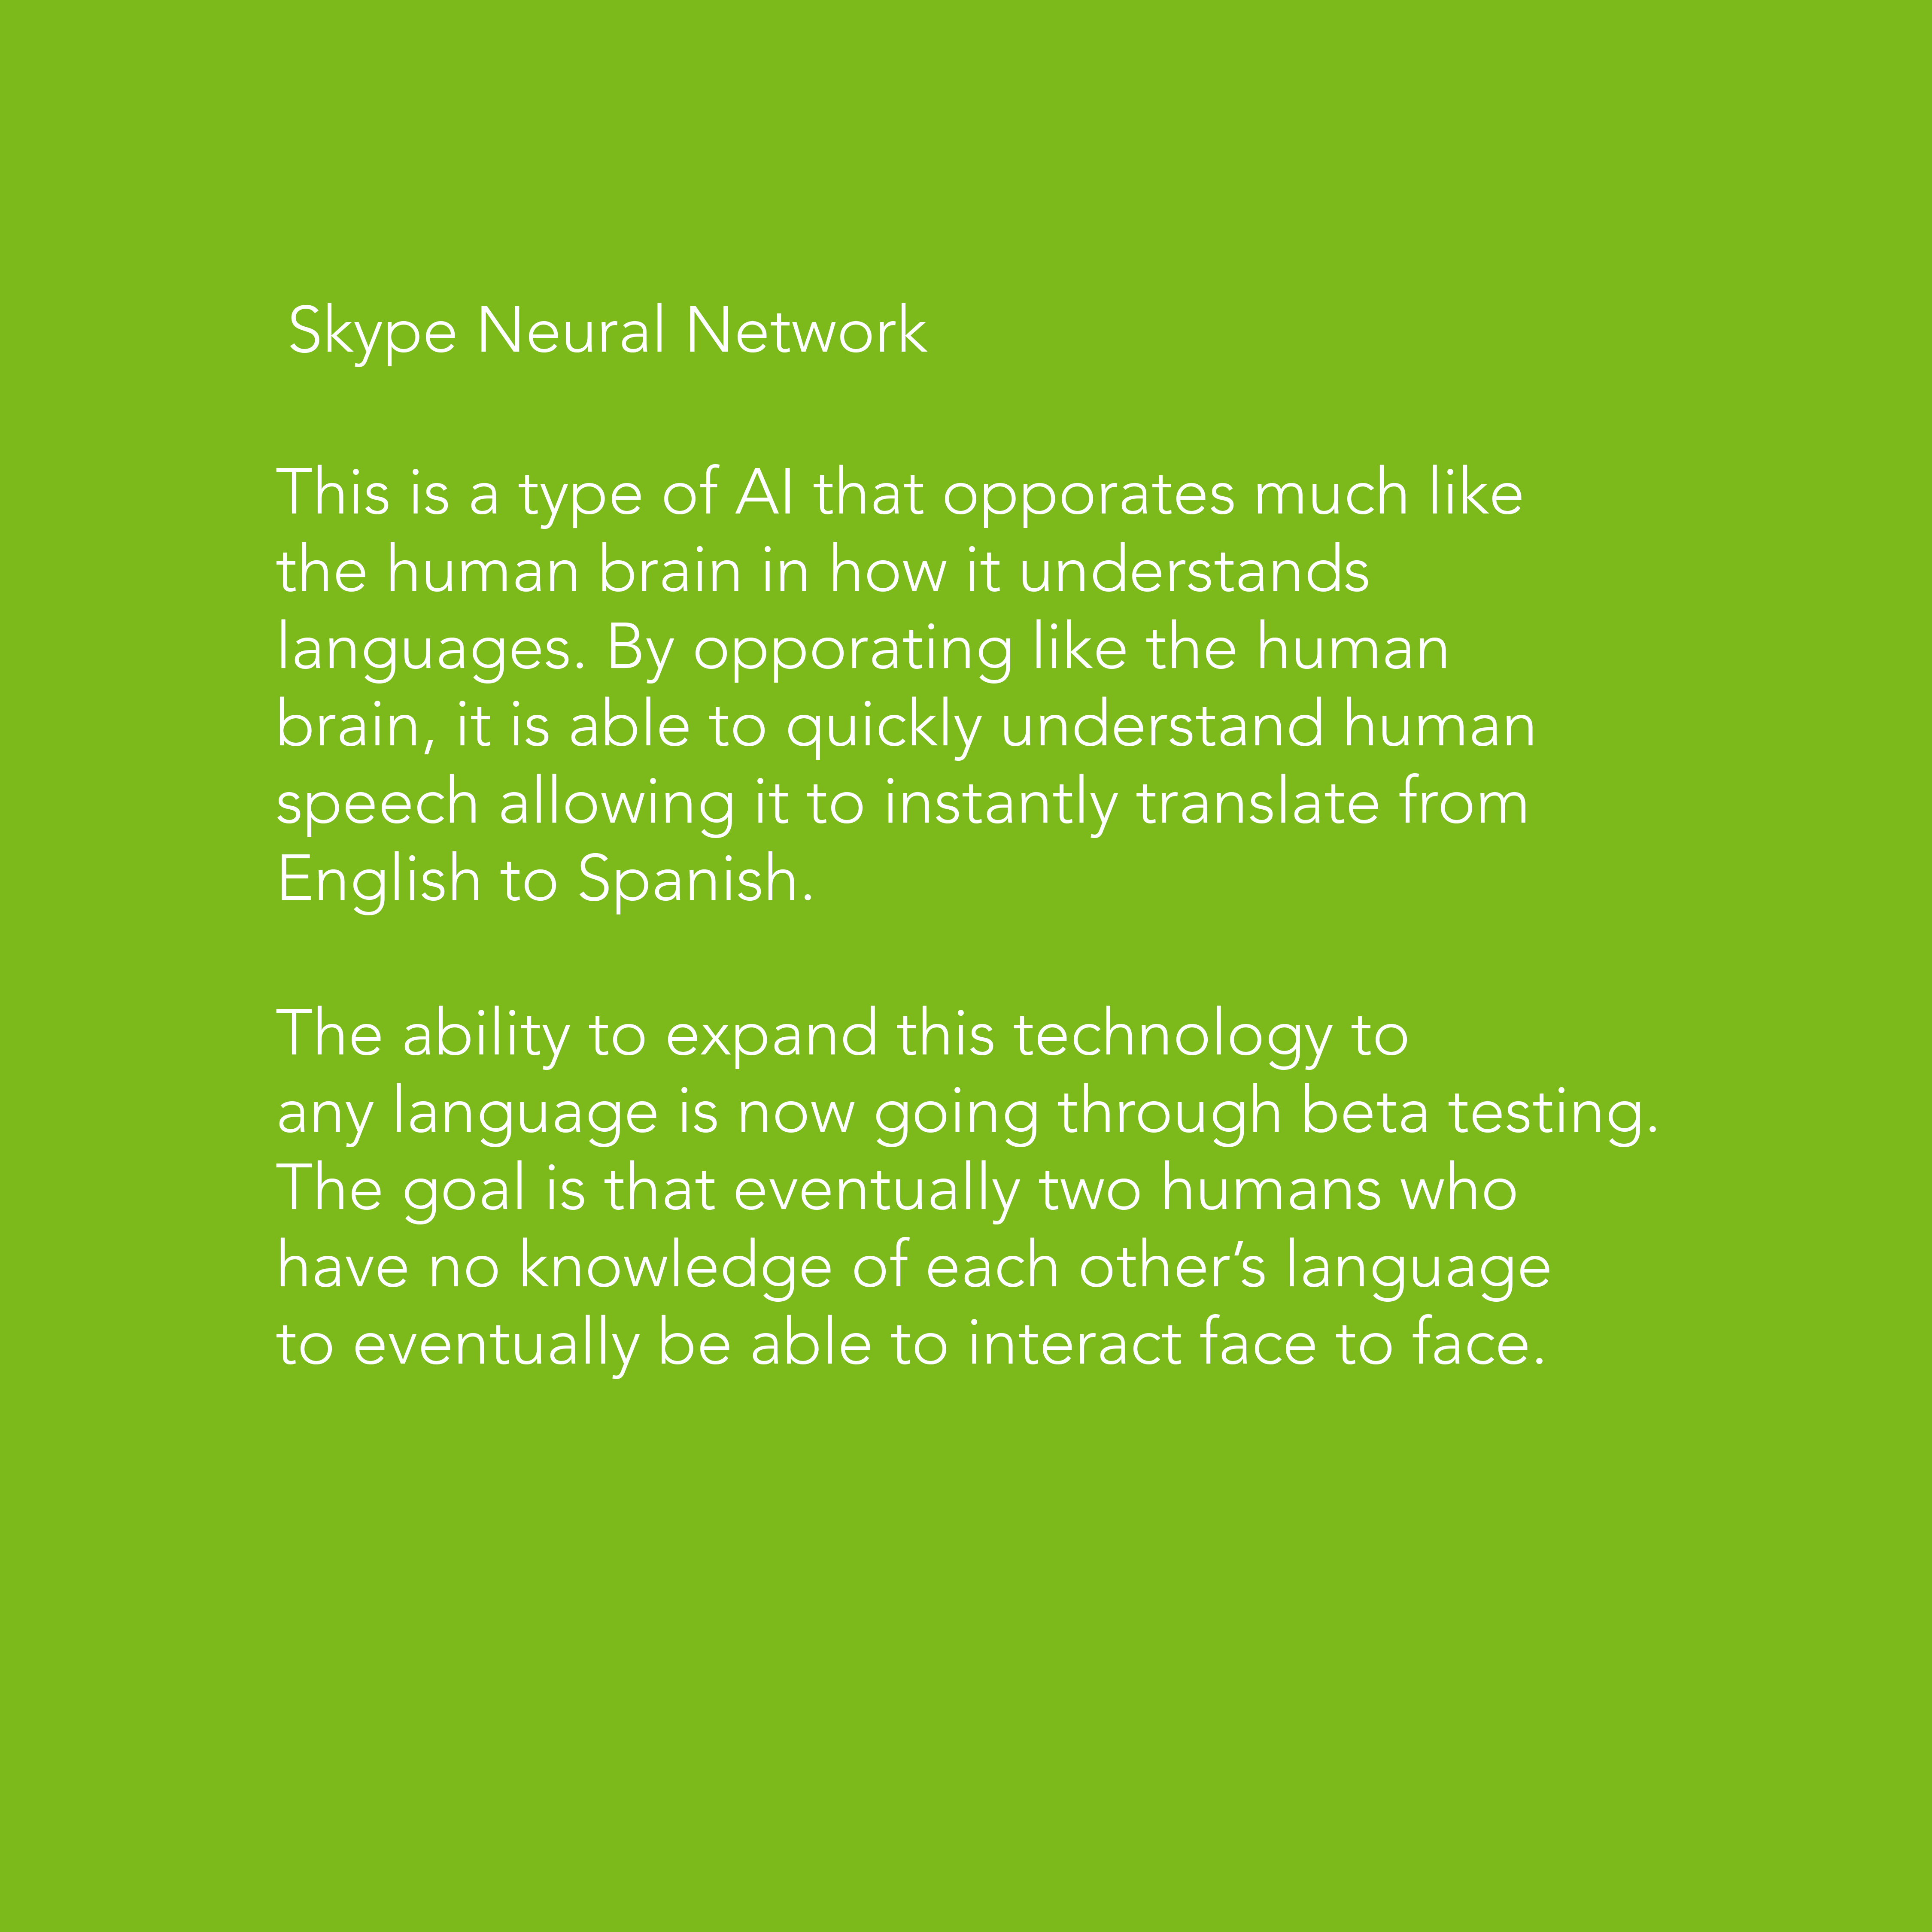 Skype Neural Network
This is a type of AI that opporates much like
the human brain in how it understands
languages. By opporating like the human
brain, it is able to quickly understand human
speech allowing it to instantly translate from
English to Spanish.
The ability to expand this technology to
any language is now going through beta testing.
The goal is that eventually two humans who
have no knowledge of each other’s language
to eventually be able to interact face to face.